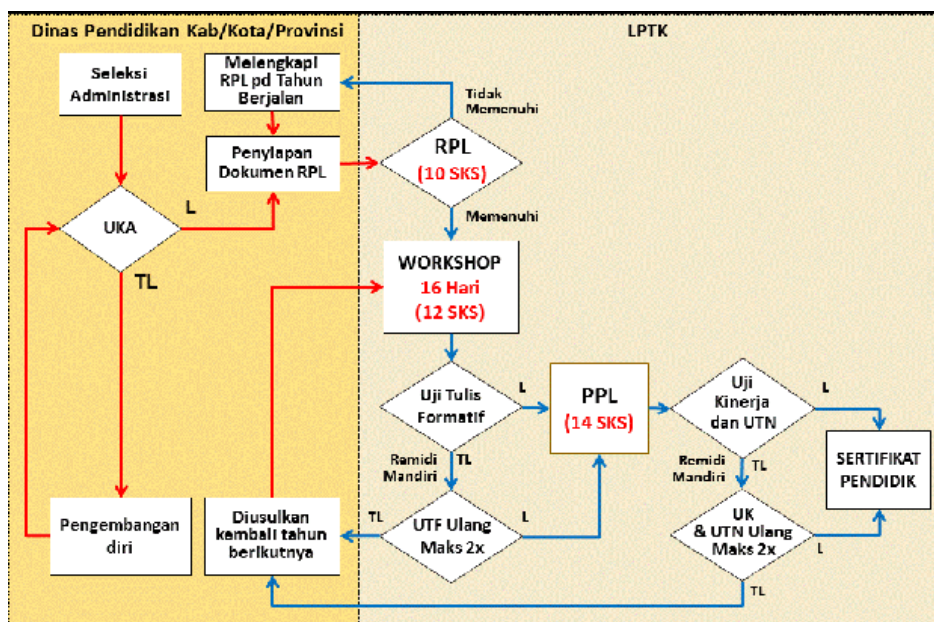 Dinas Pendidikan Kab/Kota/Provinsi
LPTK
Seleksi
Administrasi
Melengkapi
RPL pd Tahun
Berjalan
Tidak
Memenuhi
Penyiapan
Dokumen RPL
RPL
(10 SKS)
L
UKA
Memenuhi
TL
WORKSHOP
16 Hari
(12 SKS)
Uji Tulis
Formatif
L
PPL
(14 SKS)
Uji
Kinerja
dan UTN
L
Ramidi
Mandiri
TL
Remidi
Mandiri
TL
SERTIFIKAT
PENDIDIK
Pengembangan
diri
Diusulkan
kambali tahun
berikutnya
TL
UTF Ulang
Maks 2x
L
UK
& UTN Ulang
Maks 2x
L
TL